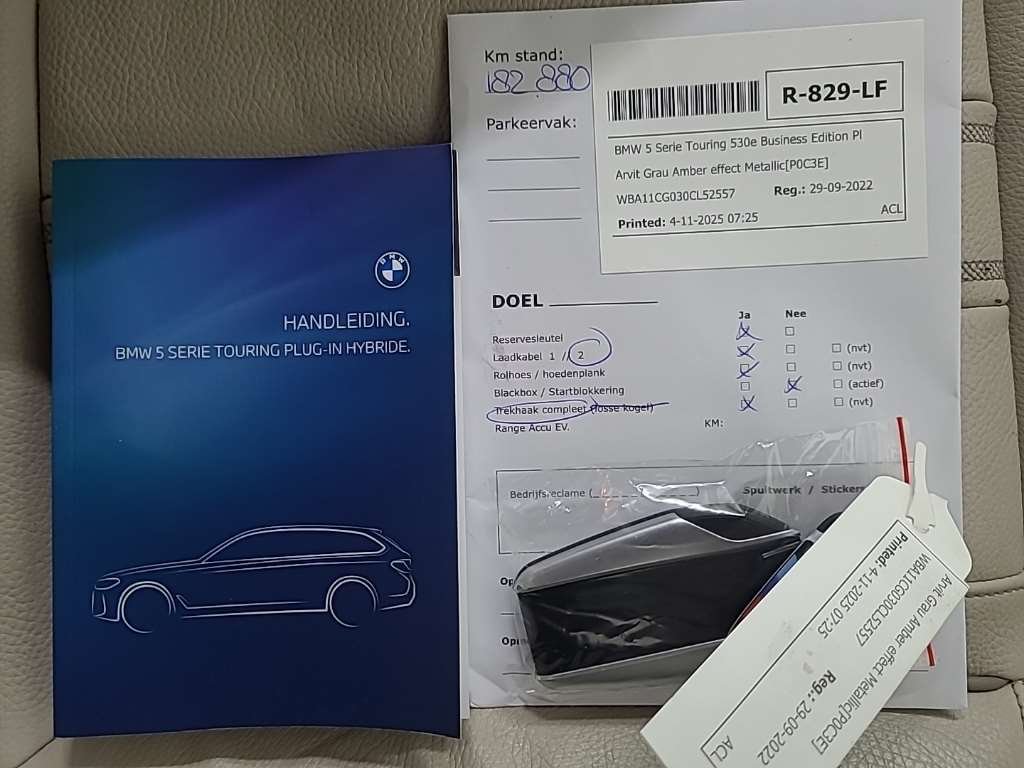 BMW
HANDLEIDING.
BMW 5 SERIE TOURING PLUG-IN HYBRIDE.
Km stand:
182 880
Parkeervak:
R-829-LF
BMW 5 Serie Touring 530e Business Edition Pl
Arvit Grau Amber effect Metallic[P0C3E]
WBA11CG030CL52557
Reg.: 29-09-2022
Printed: 4-11-2025 07:25
ACL
DOEL
Ja Nee
Reservesleutel
Laadkabel 1 / 2 (nvt)
Rolhoes / hoedenplank (nvt)
Blackbox / Startblokkering (actief)
Trekhaak compleet (losse kogel) (nvt)
Range Accu EV. KM:
Bedrijfsreclame ( Spuitwerk / Stickers
Arvit Grau Amber effect Metallic[P0C3E]
WBA11CG030CL52557
Reg.: 29-09-2022
Printed: 4-11-2025 07:25
ACL